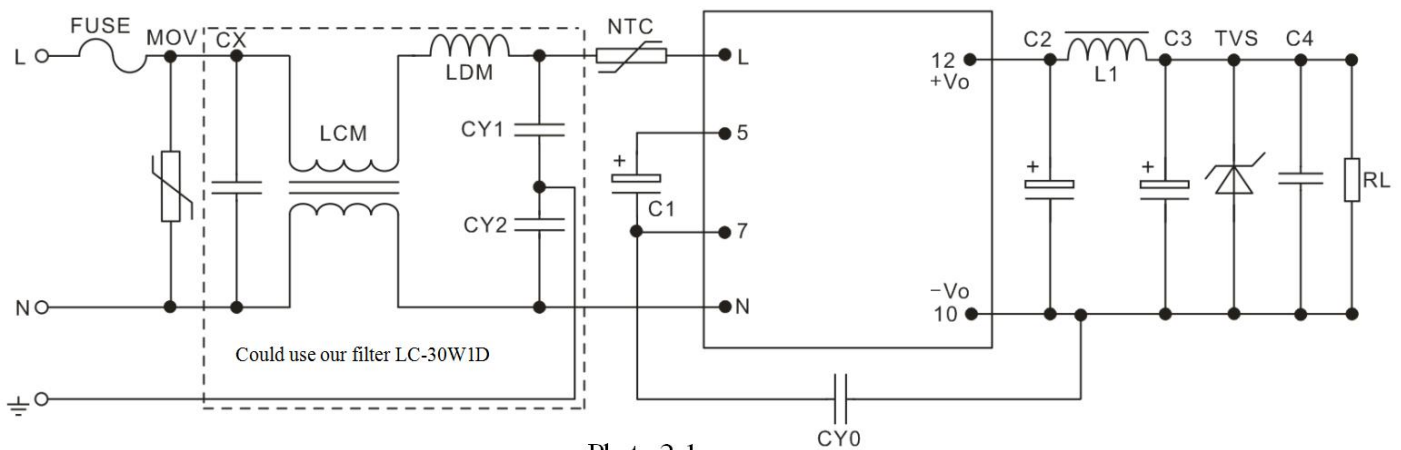 FUSE
MOV
CX
NTC
L
LDM
L
12
+Vo
C2
L1
C3
TVS
C4
LCM
CY1
5
+
C1
+
+
RL
CY2
7
N
N
−Vo
10
Could use our filter LC-30W1D
CY0